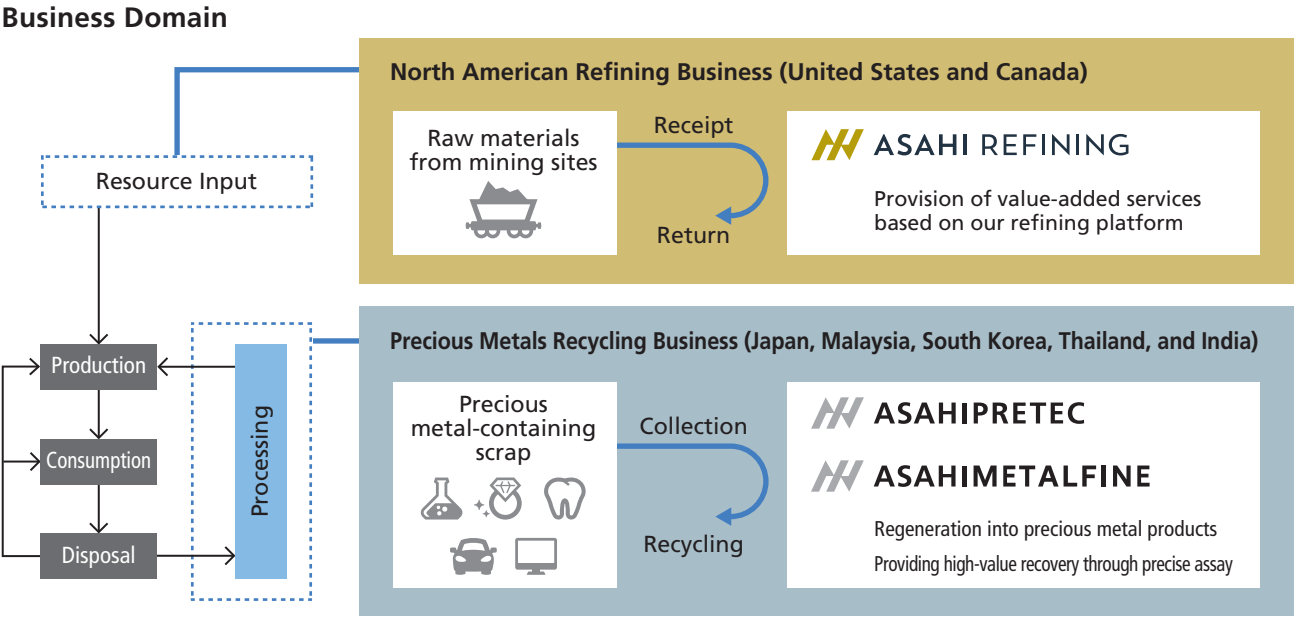 Business Domain
North American Refining Business (United States and Canada)
Resource Input
Raw materials
from mining sites
Receipt
Return
ASAHI REFINING
Provision of value-added services
based on our refining platform
Production
Consumption
Disposal
Processing
Precious Metals Recycling Business (Japan, Malaysia, South Korea, Thailand, and India)
Precious
metal-containing
scrap
Collection
Recycling
ASAHIPRETEC
ASAHIMETALFINE
Regeneration into precious metal products
Providing high-value recovery through precise assay